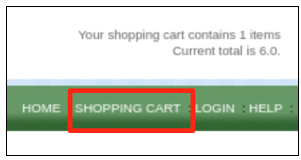 Your shopping cart contains 1 items
Current total is 6.0.
HOME SHOPPING CART : LOGIN : HELP :